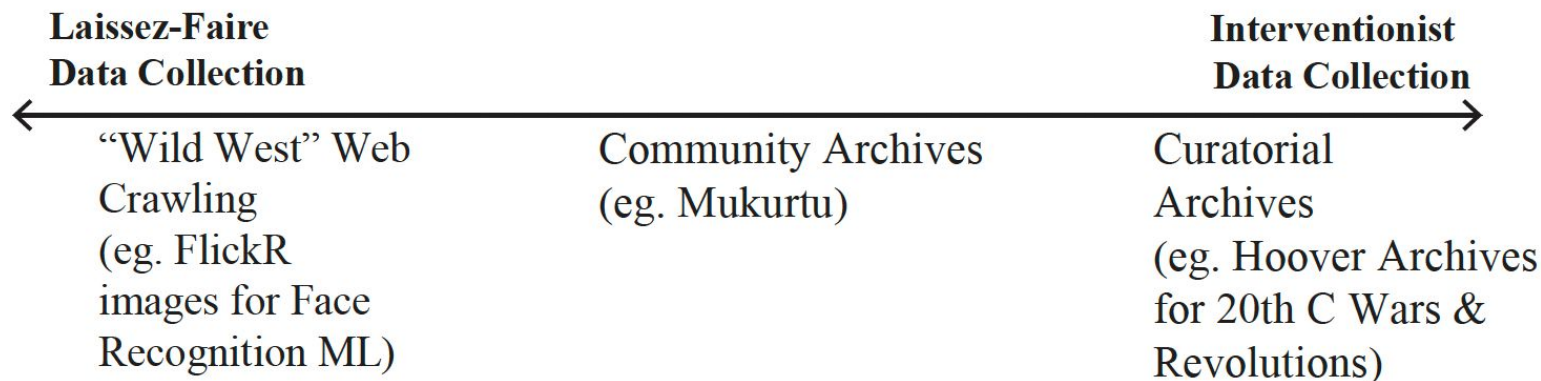 Laissez-Faire
Data Collection
Interventionist
Data Collection
“Wild West” Web
Crawling
(eg. FlickR
images for Face
Recognition ML)
Community Archives
(eg. Mukurtu)
Curatorial
Archives
(eg. Hoover Archives
for 20th C Wars &
Revolutions)